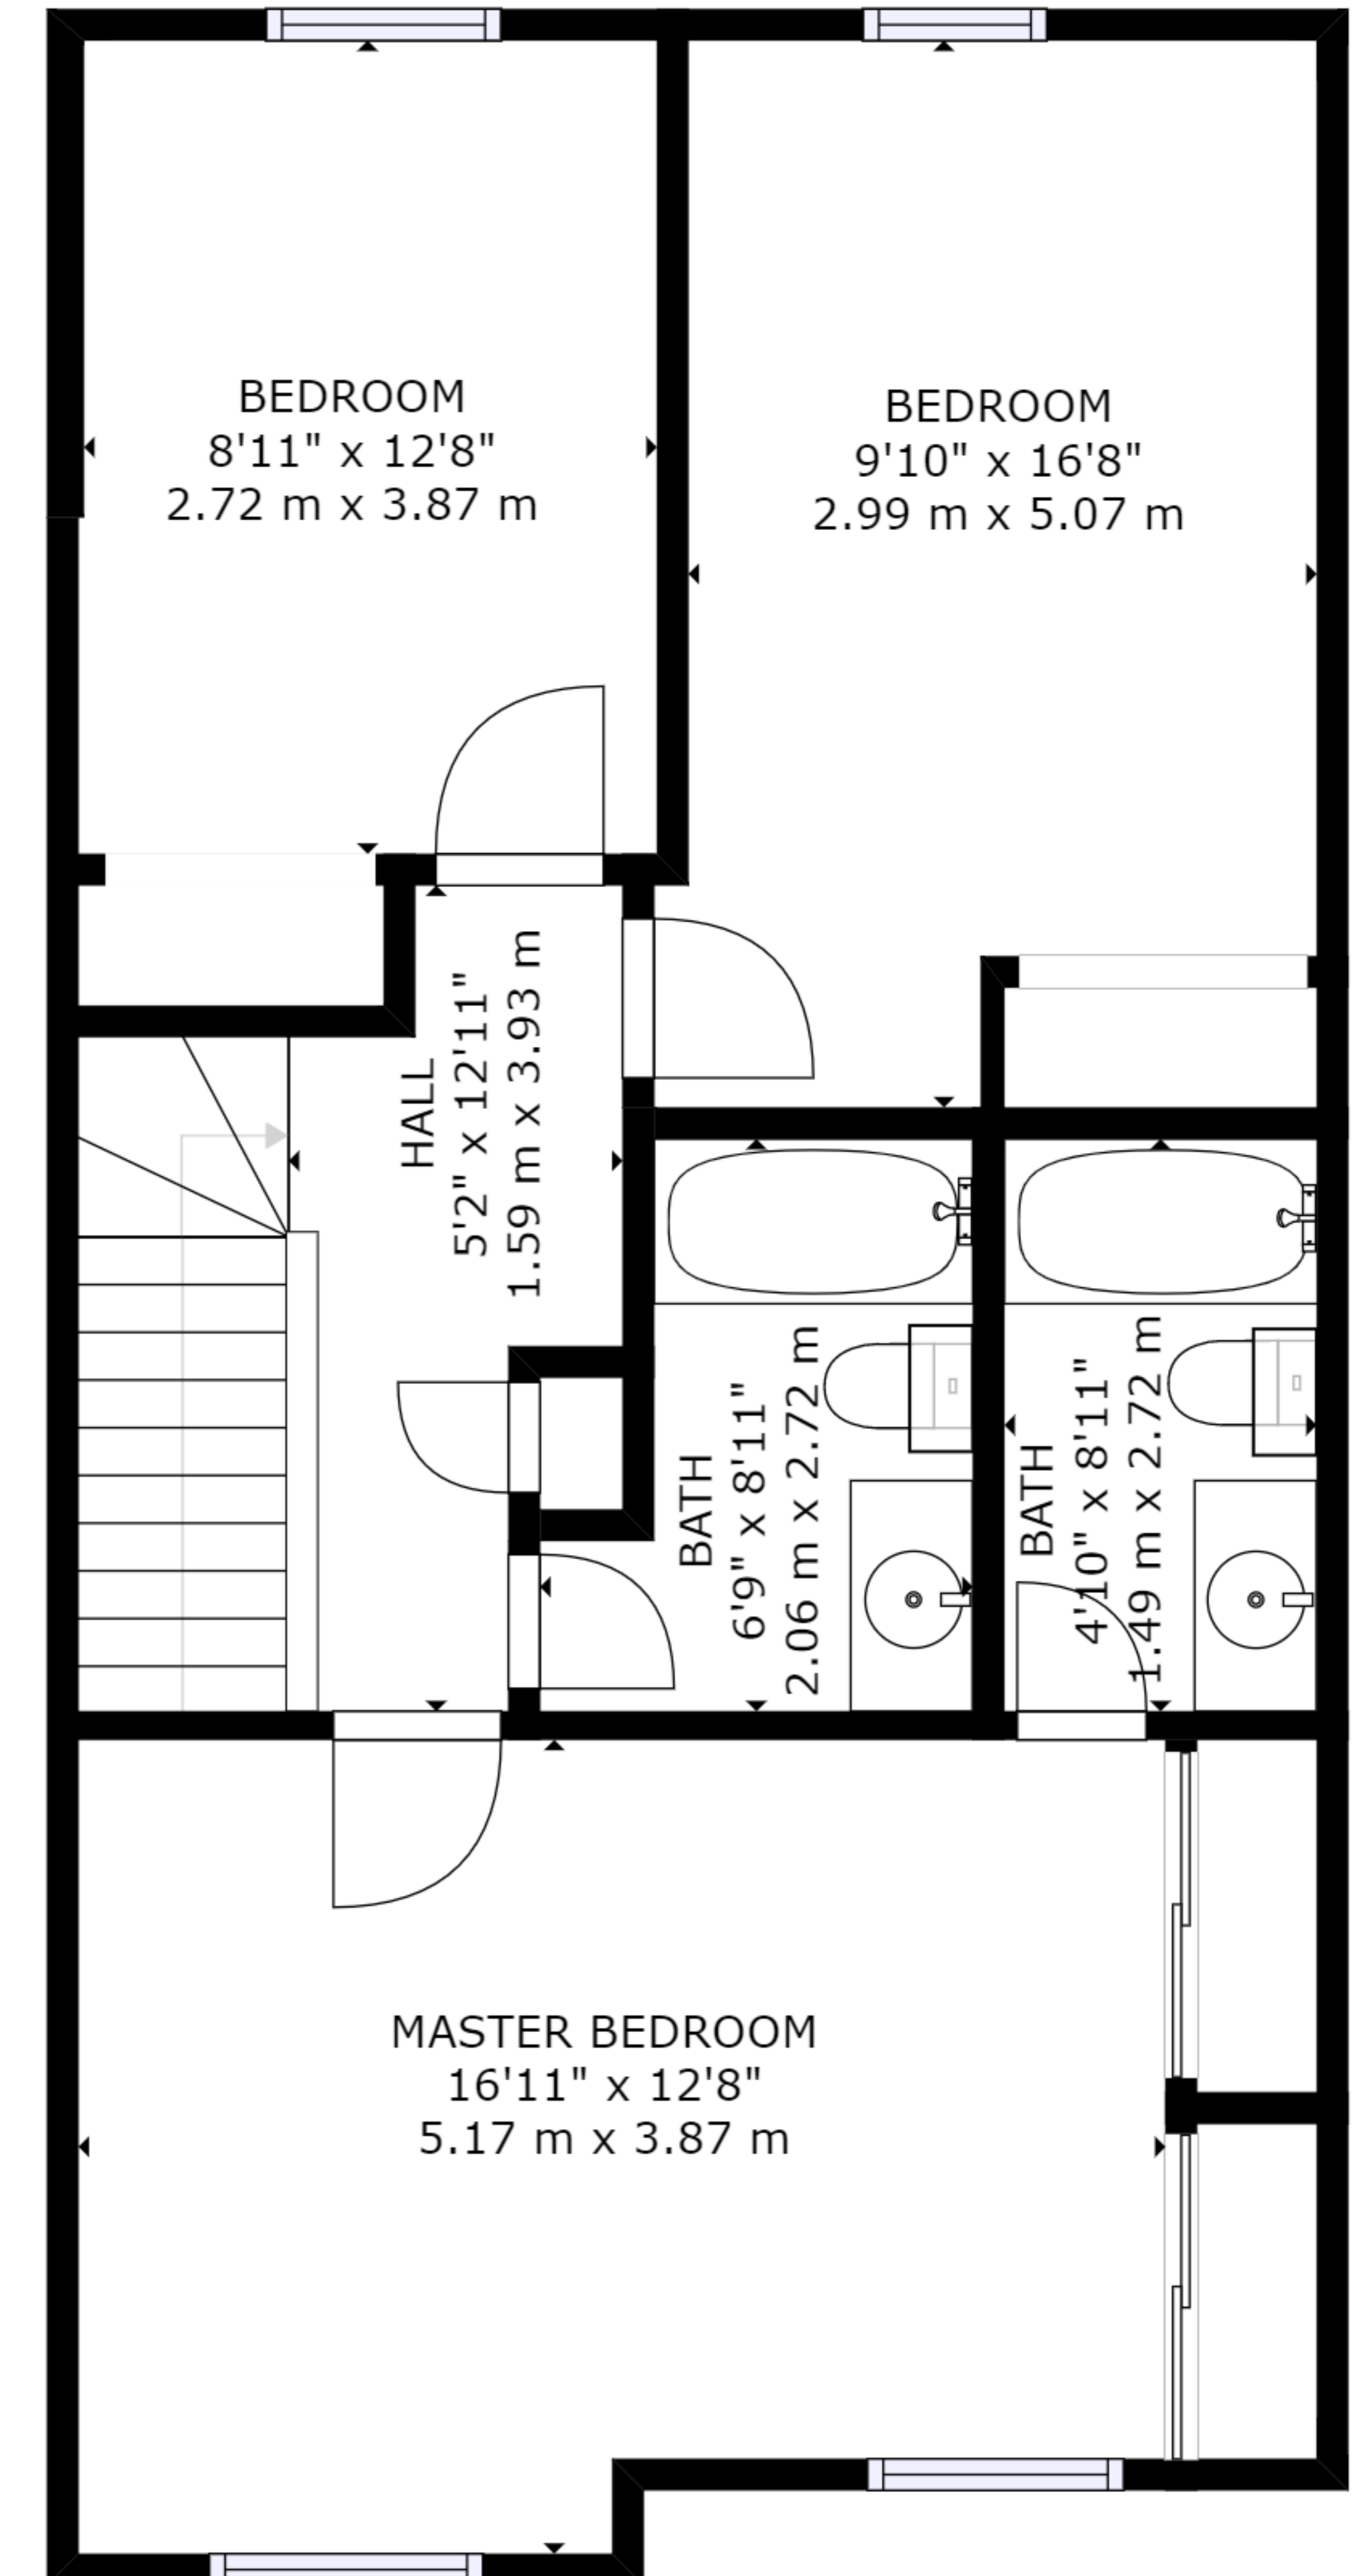 BEDROOM
8'11" x 12'8"
2.72 m x 3.87 m
BEDROOM
9'10" x 16'8"
2.99 m x 5.07 m
HALL
5'2" x 12'11"
1.59 m x 3.93 m
BATH
6'9" x 8'11"
2.06 m x 2.72 m
BATH
4'10" x 8'11"
1.49 m x 2.72 m
MASTER BEDROOM
16'11" x 12'8"
5.17 m x 3.87 m